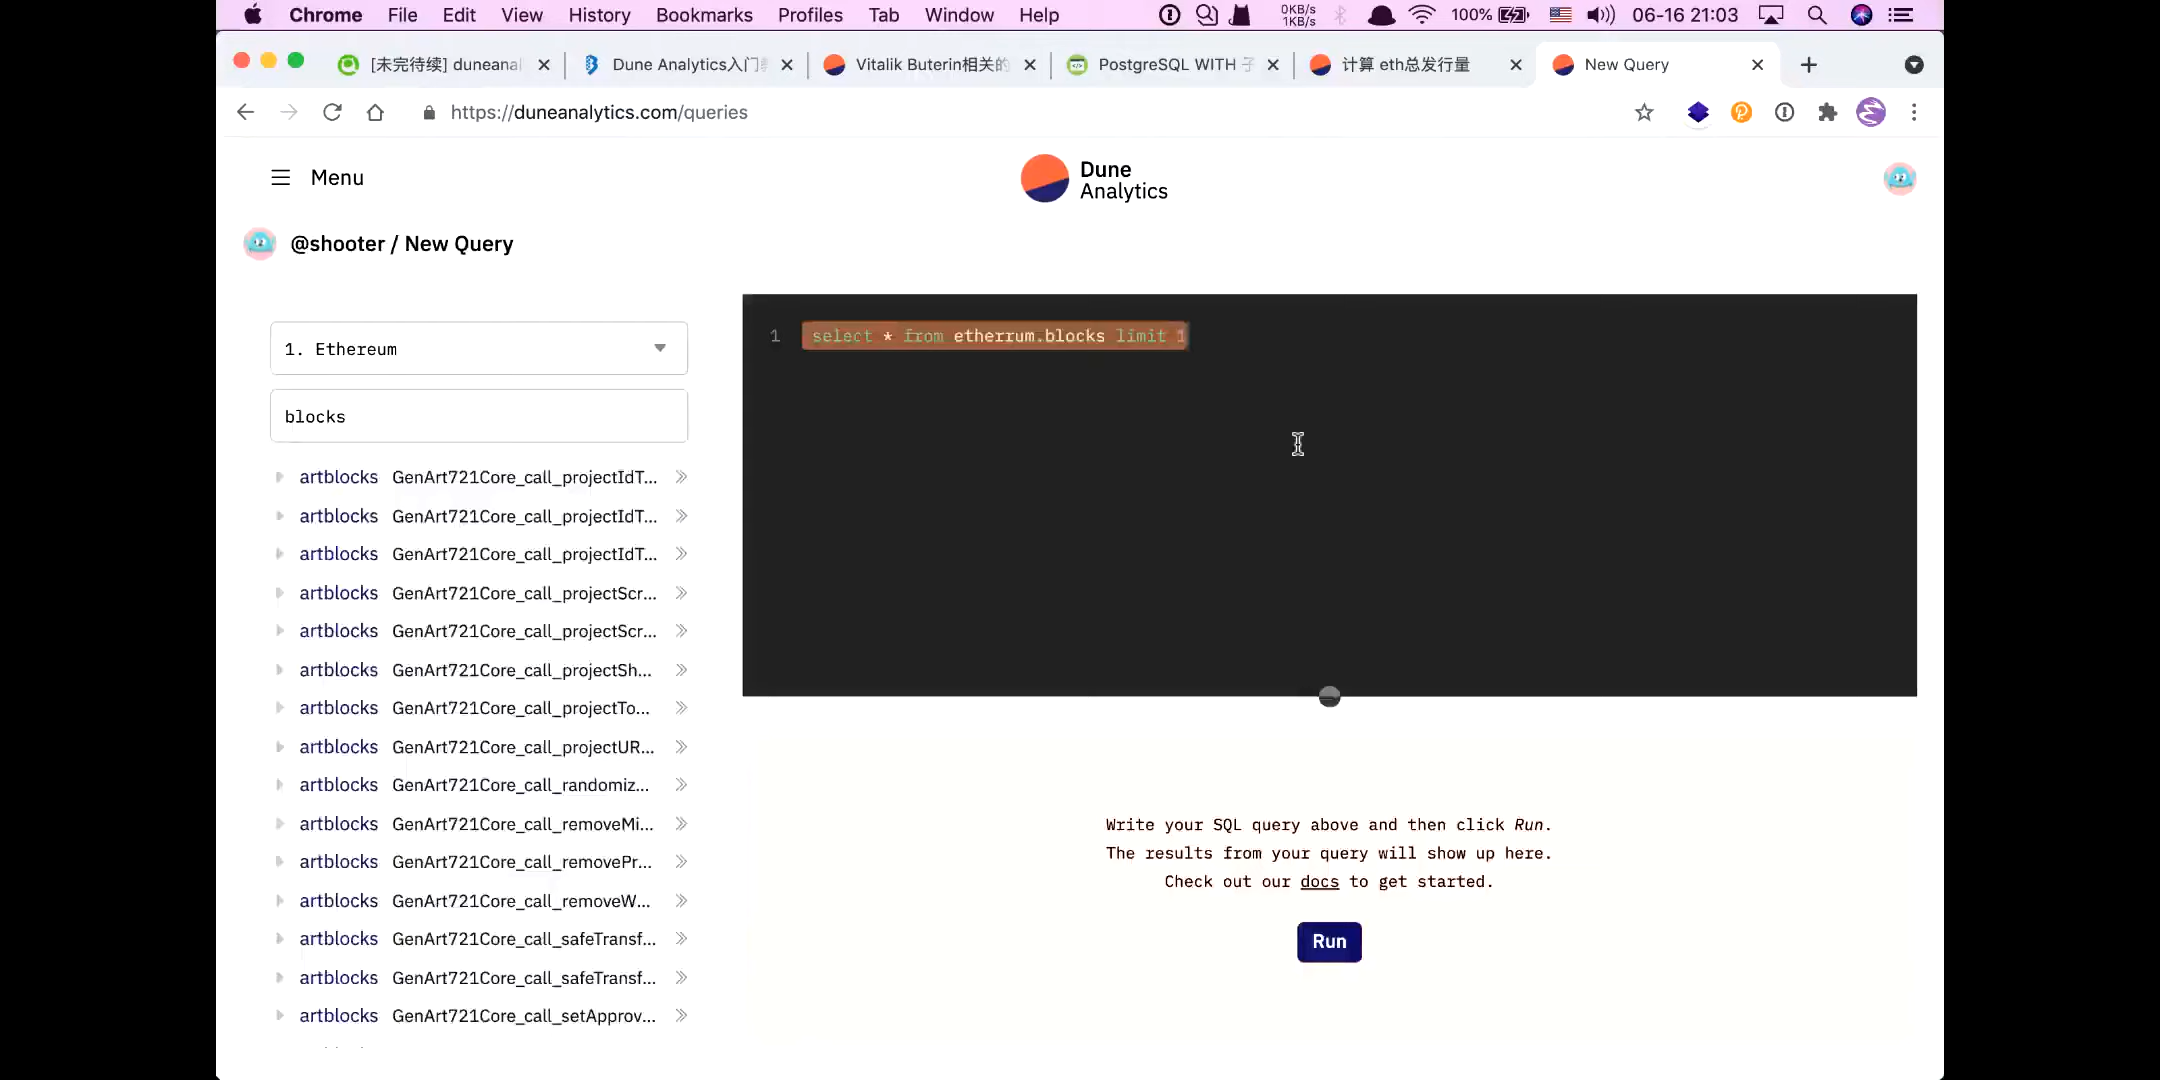 Chrome File Edit View History Bookmarks Profiles Tab Window Help 0KB/s 1KB/s 100% 06-16 21:03
[未完待续] duneanal Dune Analytics入门 Vitalik Buterin相关的 PostgreSQL WITH 子 计算 eth总发行量 New Query
https://duneanalytics.com/queries
Menu
Dune
Analytics
@shooter / New Query
1. Ethereum
blocks
1 select * from etherrum.blocks limit 1
artblocks GenArt721Core_call_projectIdT...
artblocks GenArt721Core_call_projectIdT...
artblocks GenArt721Core_call_projectIdT...
artblocks GenArt721Core_call_projectScr...
artblocks GenArt721Core_call_projectScr...
artblocks GenArt721Core_call_projectSh...
artblocks GenArt721Core_call_projectTo...
artblocks GenArt721Core_call_projectUR...
artblocks GenArt721Core_call_randomiz...
artblocks GenArt721Core_call_removeMi...
artblocks GenArt721Core_call_removePr...
artblocks GenArt721Core_call_removeW...
artblocks GenArt721Core_call_safeTransf...
artblocks GenArt721Core_call_safeTransf...
artblocks GenArt721Core_call_setApprov...
Write your SQL query above and then click Run.
The results from your query will show up here.
Check out our docs to get started.
Run